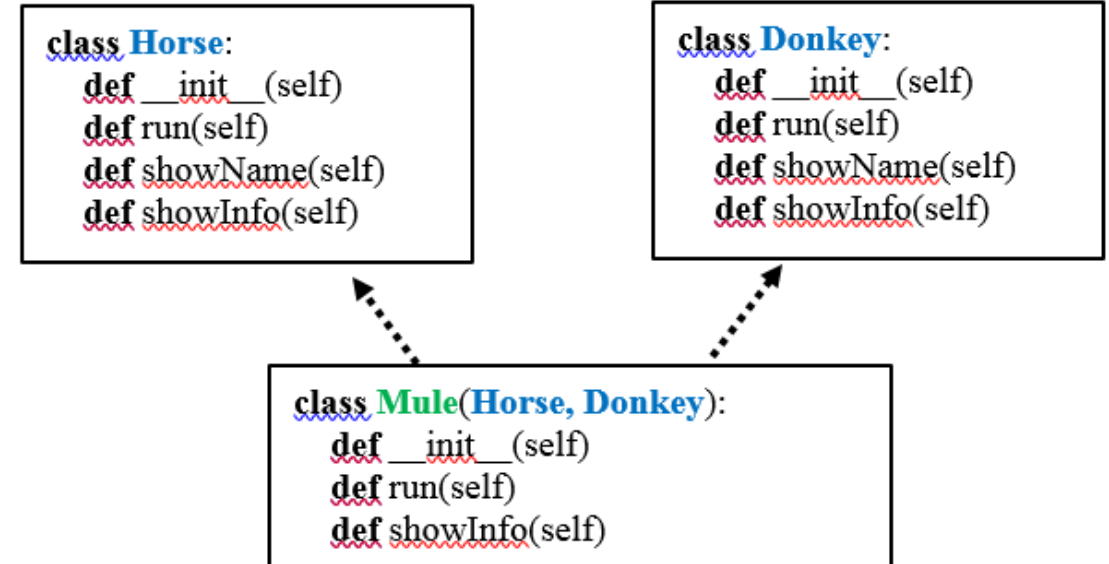 class Horse:
def __init__(self)
def run(self)
def showName(self)
def showInfo(self)
class Donkey:
def __init__(self)
def run(self)
def showName(self)
def showInfo(self)
class Mule(Horse, Donkey):
def __init__(self)
def run(self)
def showInfo(self)